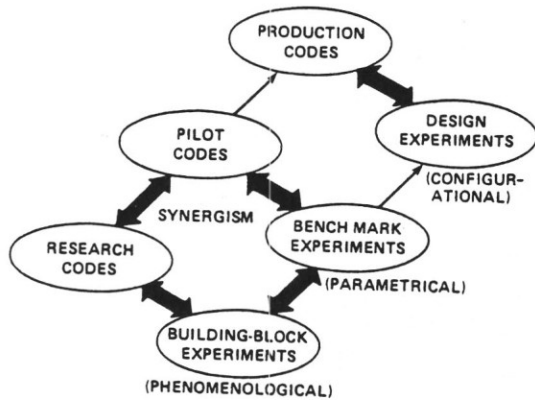 PRODUCTION
CODES
DESIGN
EXPERIMENTS
(CONFIGUR-
ATIONAL)
PILOT
CODES
SYNERGISM
BENCH MARK
EXPERIMENTS
(PARAMETRICAL)
RESEARCH
CODES
BUILDING-BLOCK
EXPERIMENTS
(PHENOMENOLOGICAL)